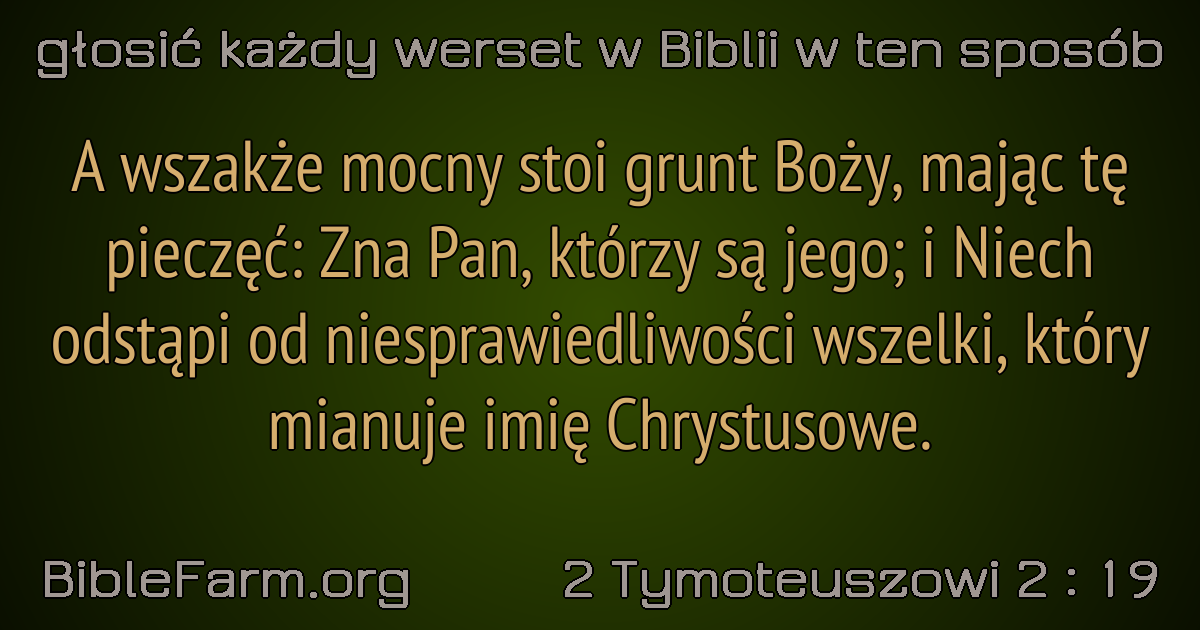 głosić każdy werset w Biblii w ten sposób
A wszakże mocny stoi grunt Boży, mając tę
pieczęć: Zna Pan, którzy są jego; i Niech
odstąpi od niesprawiedliwości wszelki, który
mianuje imię Chrystusowe.
BibleFarm.org
2 Tymoteuszowi 2 : 19